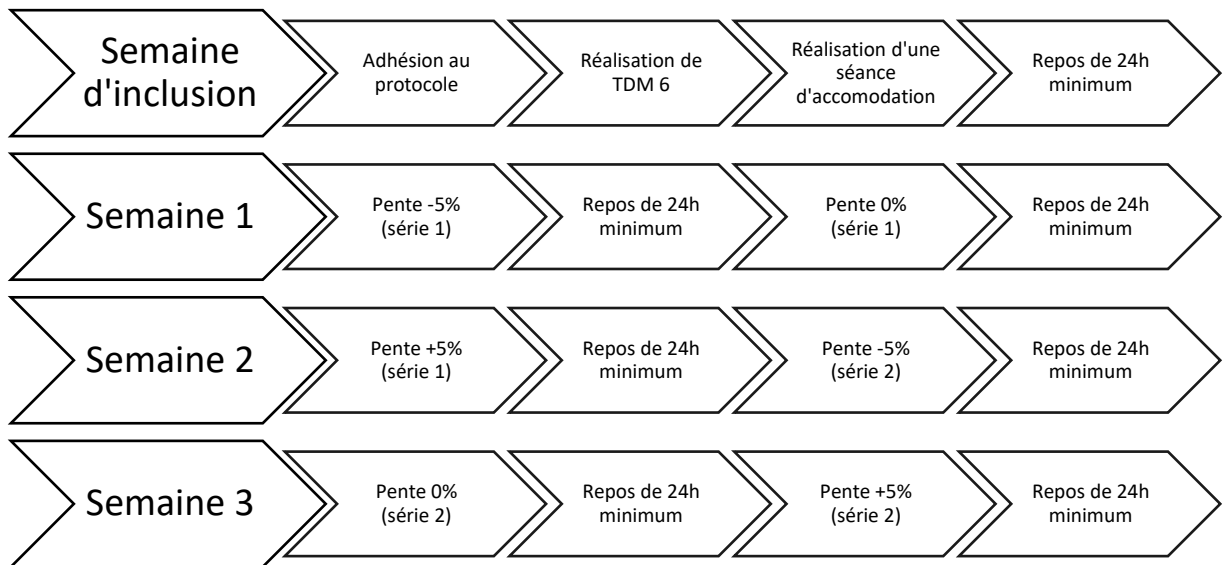 Semaine
d'inclusion
Adhésion au
protocole
Réalisation de
TDM 6
Réalisation d'une
séance
d'accomodation
Repos de 24h
minimum
Semaine 1
Pente -5%
(série 1)
Repos de 24h
minimum
Pente 0%
(série 1)
Repos de 24h
minimum
Semaine 2
Pente +5%
(série 1)
Repos de 24h
minimum
Pente -5%
(série 2)
Repos de 24h
minimum
Semaine 3
Pente 0%
(série 2)
Repos de 24h
minimum
Pente +5%
(série 2)
Repos de 24h
minimum